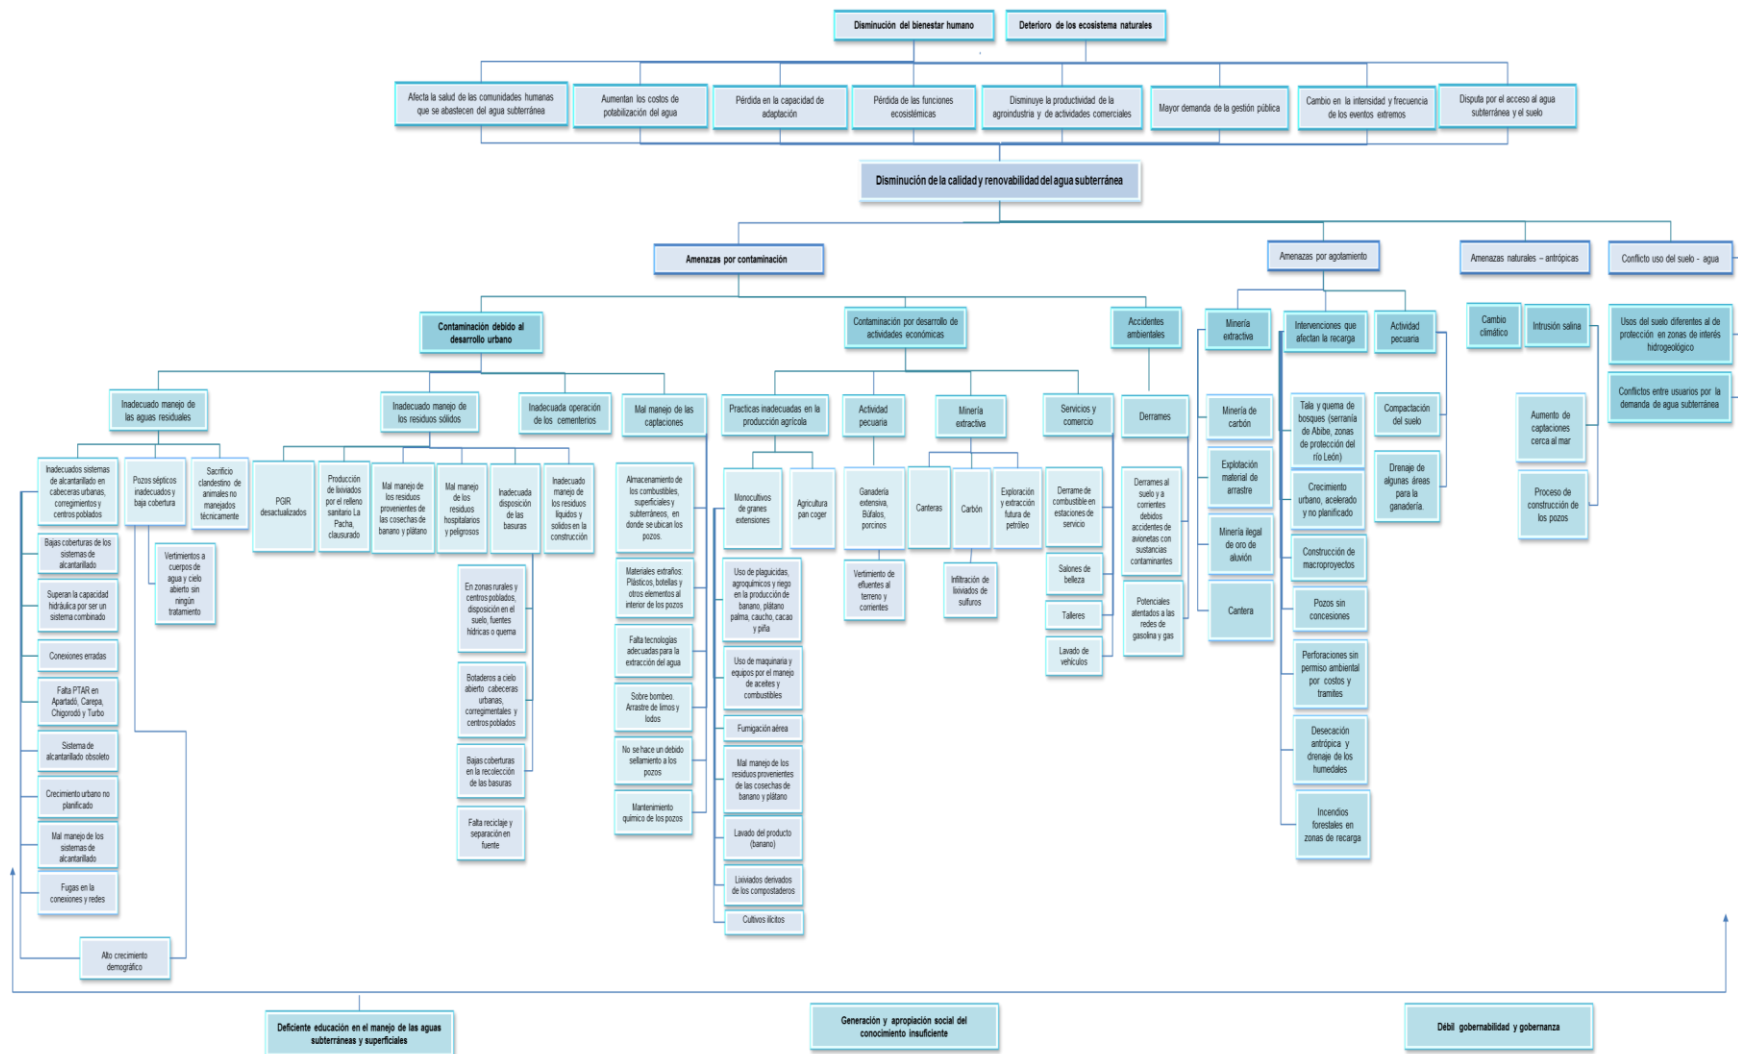 Disminución del bienestar humano
Deterioro de los ecosistema naturales
Afecta la salud de las comunidades humanas
que se abastecen del agua subterránea
Aumentan los costos de
potabilización del agua
Pérdida en la capacidad de
adaptación
Pérdida de las funciones
ecosistémicas
Disminuye la productividad de la
agroindustria y de actividades comerciales
Mayor demanda de la gestión pública
Cambio en la intensidad y frecuencia
de los eventos extremos
Disputa por el acceso al agua
subterránea y el suelo
Disminución de la calidad y renovabilidad del agua subterránea
Amenazas por contaminación
Amenazas por agotamiento
Amenazas naturales – antrópicas
Conflicto uso del suelo - agua
Contaminación debido al
desarrollo urbano
Contaminación por desarrollo de
actividades económicas
Accidentes
ambientales
Minería
extractiva
Intervenciones que
afectan la recarga
Actividad
pecuaria
Cambio
climático
Intrusión salina
Usos del suelo diferentes al de
protección en zonas de interés
hidrogeológico
Conflictos entre usuarios por la
demanda de agua subterránea
Inadecuado manejo de
las aguas residuales
Inadecuado manejo de
los residuos sólidos
Inadecuada operación
de los cementerios
Mal manejo de las
captaciones
Practicas inadecuadas en la
producción agrícola
Actividad
pecuaria
Minería
extractiva
Servicios y
comercio
Derrames
Inadecuados sistemas
de alcantarillado en
cabeceras urbanas,
corregimientos y
centros poblados
Pozos sépticos
inadecuados y
baja cobertura
Sacrificio
clandestino de
animales no
manejados
técnicamente
Bajas coberturas de los
sistemas de
alcantarillado
Superan la capacidad
hidráulica por ser un
sistema combinado
Conexiones erradas
Falta PTAR en
Apartadó, Carepa,
Chigorodó y Turbo
Sistema de
alcantarillado obsoleto
Crecimiento urbano no
planificado
Mal manejo de los
sistemas de
alcantarillado
Fugas en la
conexiones y redes
Alto crecimiento
demográfico
Vertimientos a
cuerpos de
agua y cielo
abierto sin
ningún
tratamiento
PGIR
desactualizados
Producción
de lixiviados
por el relleno
sanitario La
Pacha,
clausurado
Mal manejo de
los residuos
provenientes
de las cosechas
de banano y plátano
Mal manejo
de los
residuos
hospitalarios
y peligrosos
Inadecuada
disposición
de las
basuras
Inadecuado
manejo de
los residuos
líquidos y
solidos en la
construcción
En zonas rurales y
centros poblados,
disposición en el
suelo, fuentes
hídricas o quema
Botaderos a cielo
abierto cabeceras
urbanas,
corregimentales y
centros poblados
Bajas coberturas
en la recolección
de las basuras
Falta reciclaje y
separación en
fuente
Almacenamiento de
los combustibles,
superficiales y
subterráneos, en
donde se ubican los
pozos.
Materiales extraños:
Plásticos, botellas y
otros elementos al
interior de los pozos
Falta tecnologías
adecuadas para la
extracción del agua
Sobre bombeo.
Arrastre de limos y
lodos
No se hace un debido
sellamiento a los
pozos
Mantenimiento
químico de los pozos
Monocultivos
de granes
extensiones
Agricultura
pan coger
Uso de plaguicidas,
agroquímicos y riego
en la producción de
banano, plátano
palma, caucho, cacao
y piña
Uso de maquinaria y
equipos por el manejo
de aceites y
combustibles
Fumigación aérea
Mal manejo de los
residuos provenientes
de las cosechas de
banano y plátano
Lavado del producto
(banano)
Lixiviados derivados
de los compostaderos
Cultivos ilícitos
Ganadería
extensiva,
Búfalos,
porcinos
Vertimiento de
efluentes al
terreno y
corrientes
Canteras
Carbón
Exploración
y extracción
futura de
petróleo
Infiltración de
lixiviados de
sulfuros
Derrame de
combustible en
estaciones de
servicio
Salones de
belleza
Talleres
Lavado de
vehículos
Derrames al
suelo y a
corrientes
debidos
accidentes de
avionetas con
sustancias
contaminantes
Potenciales
atentados a las
redes de
gasolina y gas
Minería de
carbón
Explotación
material de
arrastre
Minería ilegal
de oro de
aluvión
Cantera
Tala y quema de
bosques (serranía
de Abibe, zonas
de protección del
río León)
Crecimiento
urbano, acelerado
y no planificado
Construcción de
macroproyectos
Pozos sin
concesiones
Perforaciones sin
permiso ambiental
por costos y
tramites
Desecación
antrópica y
drenaje de los
humedales
Incendios
forestales en
zonas de recarga
Compactación
del suelo
Drenaje de
algunas áreas
para la
ganadería.
Aumento de
captaciones
cerca al mar
Proceso de
construcción de
los pozos
Deficiente educación en el manejo de las aguas
subterráneas y superficiales
Generación y apropiación social del
conocimiento insuficiente
Débil gobernabilidad y gobernanza